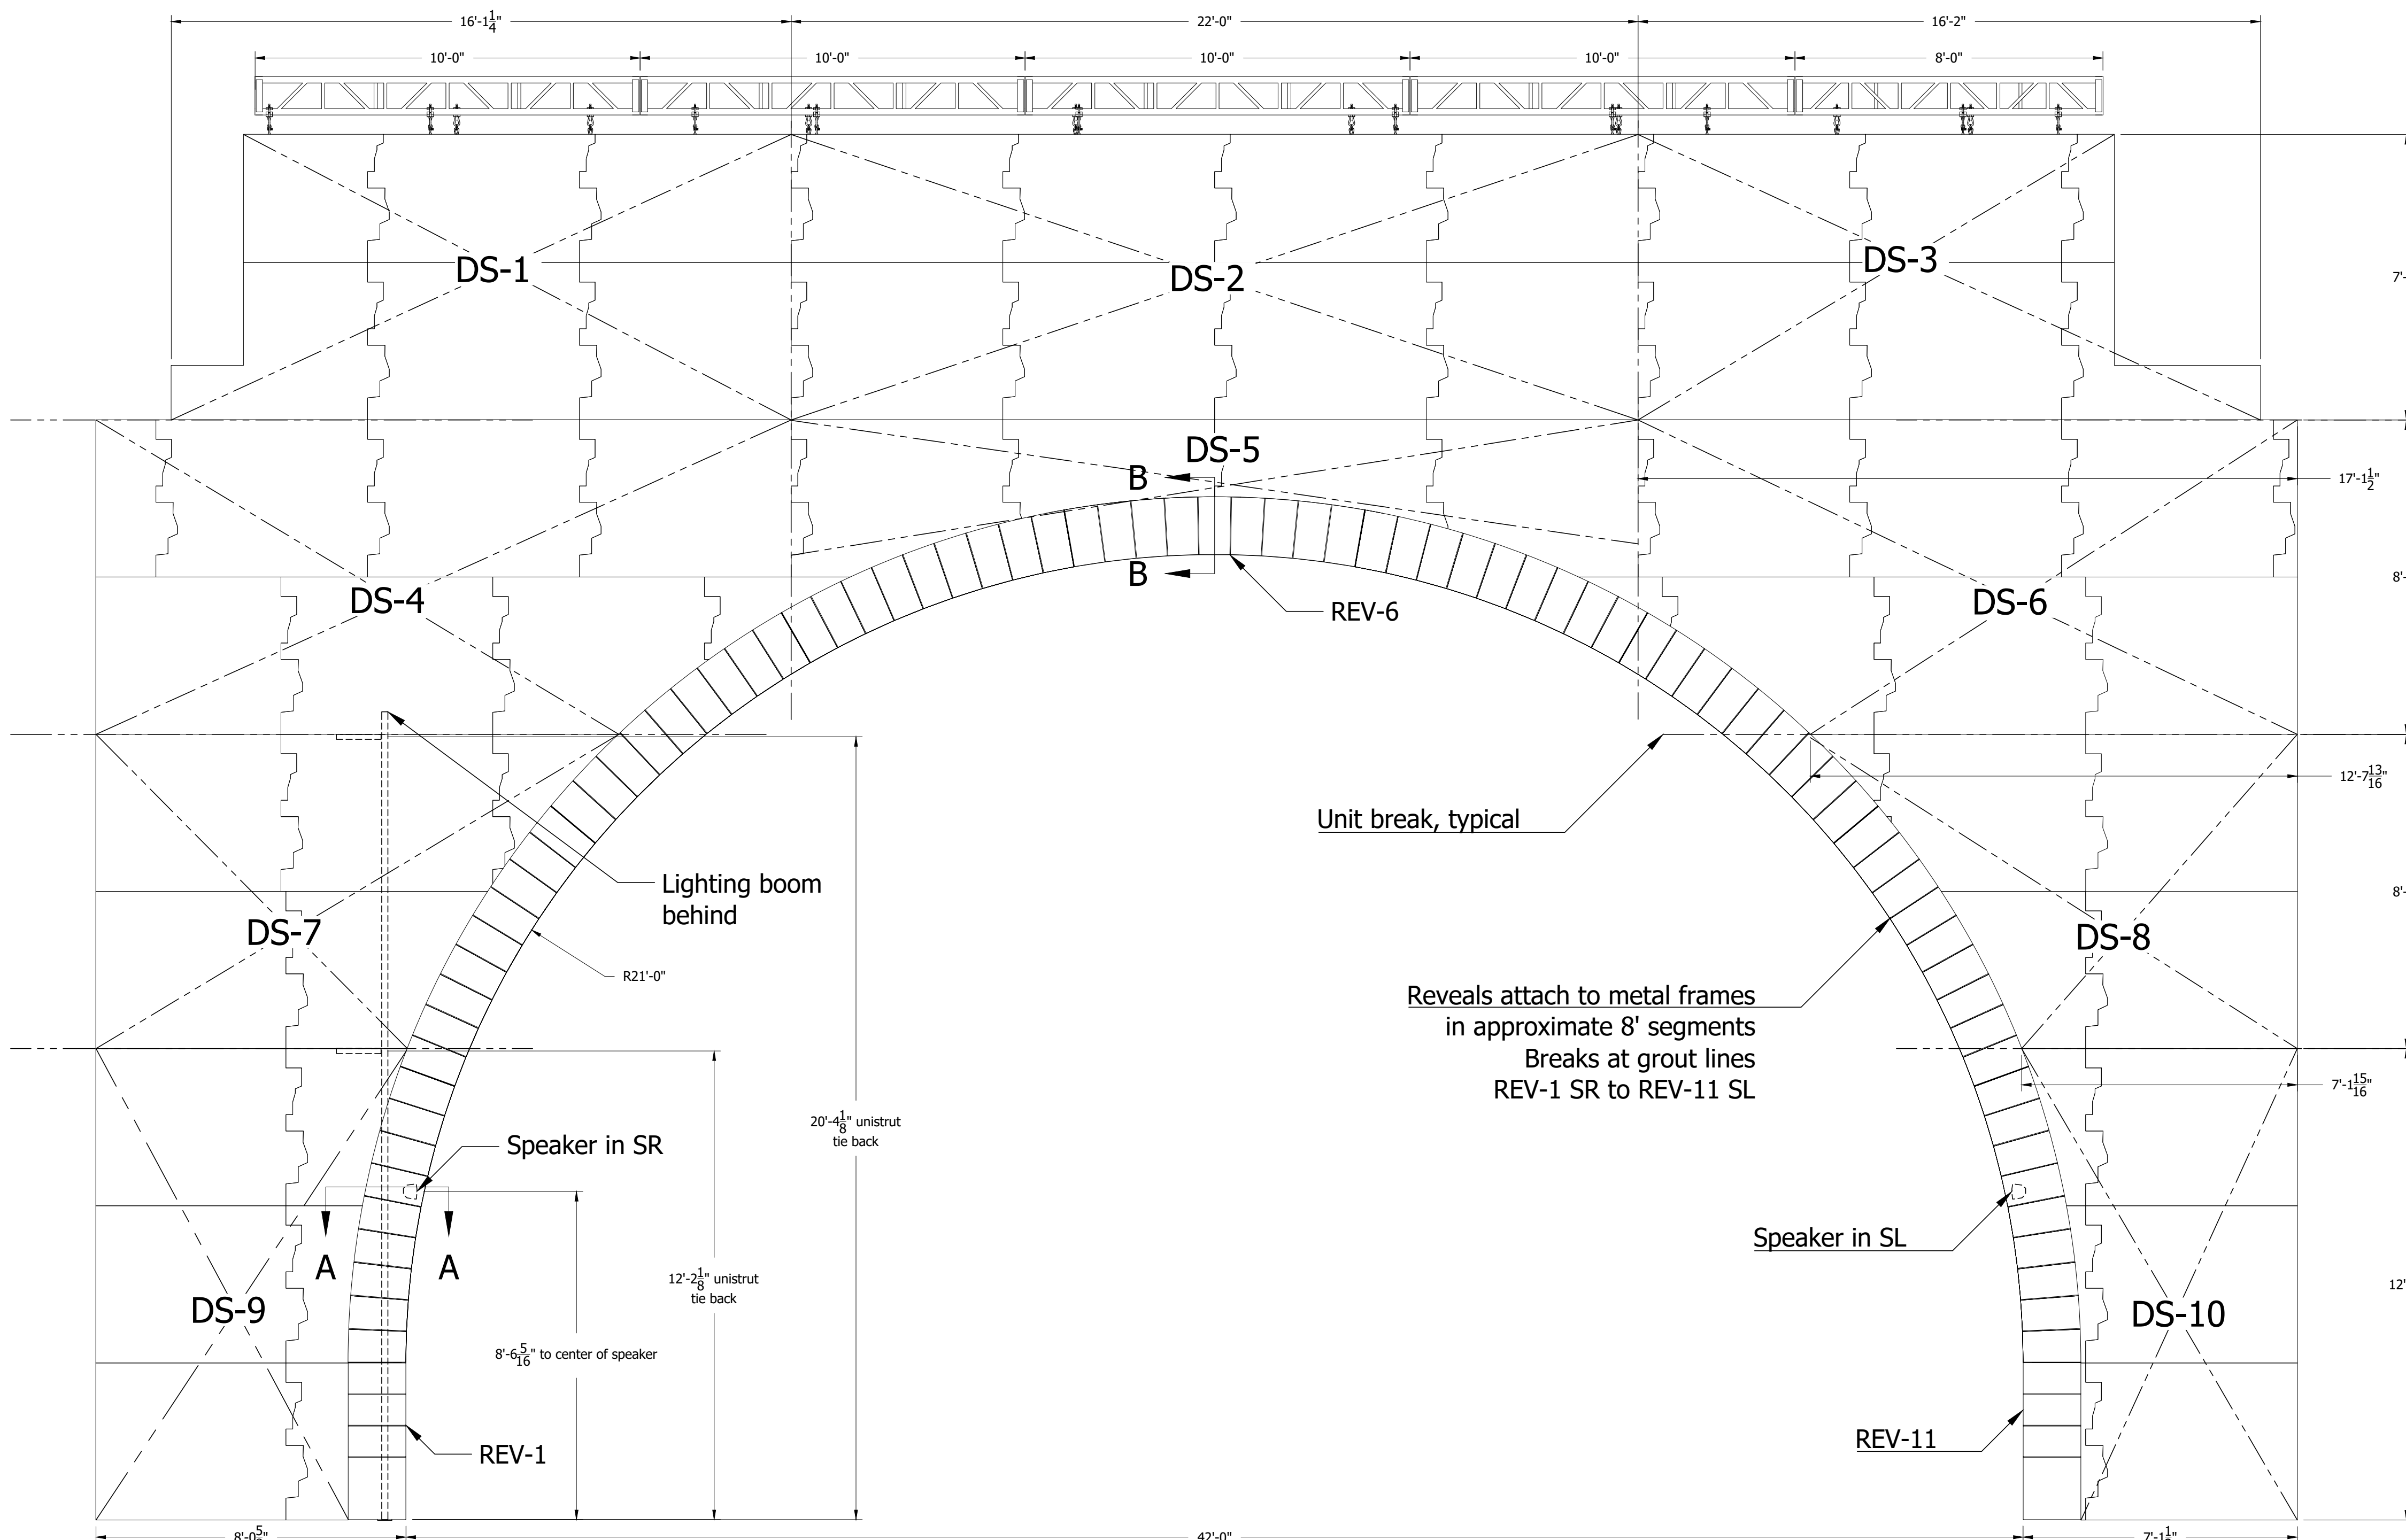 16'-1 1/4"
22'-0"
16'-2"
10'-0"
10'-0"
10'-0"
10'-0"
8'-0"
DS-1
DS-2
DS-3
7'-
DS-5
B
17'-1 1/2"
B
DS-4
REV-6
DS-6
8'-
12'-7 13/16"
Unit break, typical
Lighting boom
behind
8'-
DS-7
DS-8
R21'-0"
Reveals attach to metal frames
in approximate 8' segments
Breaks at grout lines
REV-1 SR to REV-11 SL
7'-1 15/16"
20'-4 1/8" unistrut
tie back
Speaker in SR
Speaker in SL
A
A
12'-2 1/8" unistrut
tie back
12'
DS-9
DS-10
8'-6 5/16" to center of speaker
REV-1
REV-11
42'-0"
7'-1 1/2"